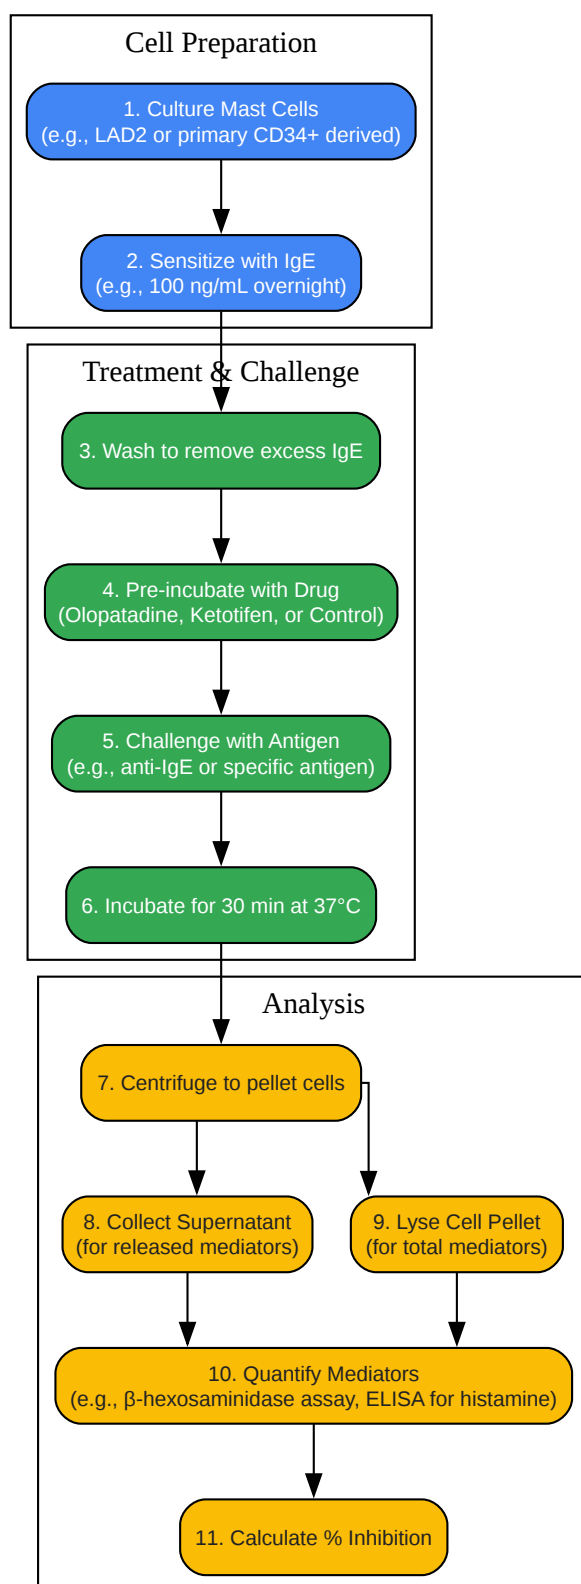 Cell Preparation
1. Culture Mast Cells
(e.g., LAD2 or primary CD34+ derived)
2. Sensitize with IgE
(e.g., 100 ng/mL overnight)
Treatment & Challenge
3. Wash to remove excess IgE
4. Pre-incubate with Drug
(Olopatadine, Ketotifen, or Control)
5. Challenge with Antigen
(e.g., anti-IgE or specific antigen)
6. Incubate for 30 min at 37°C
Analysis
7. Centrifuge to pellet cells
8. Collect Supernatant
(for released mediators)
9. Lyse Cell Pellet
(for total mediators)
10. Quantify Mediators
(e.g., β-hexosaminidase assay, ELISA for histamine)
11. Calculate % Inhibition